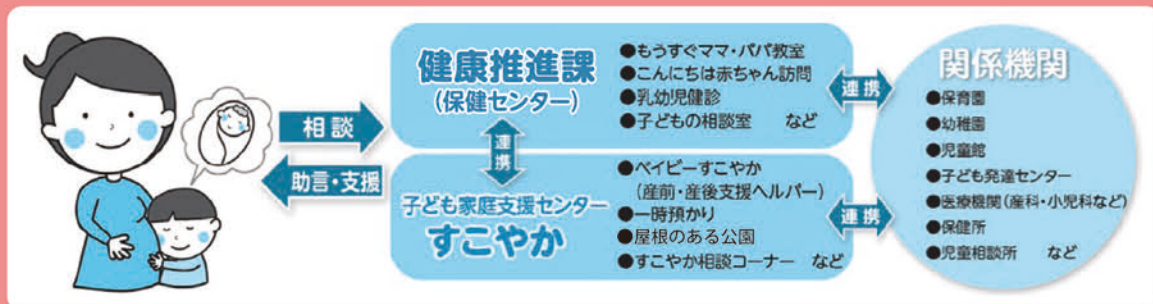 相談
助言・支援
健康推進課
(保健センター)
●もうすぐママ・パパ教室
●こんにちは赤ちゃん訪問
●乳幼児健診
●子どもの相談室　など
連携
子ども家庭支援センター
すこやか
●ベイビーすこやか
(産前・産後支援ヘルパー)
●一時預かり
●屋根のある公園
●すこやか相談コーナー　など
連携
連携
関係機関
●保育園
●幼稚園
●児童館
●子ども発達センター
●医療機関(産科・小児科など)
●保健所
●児童相談所　など